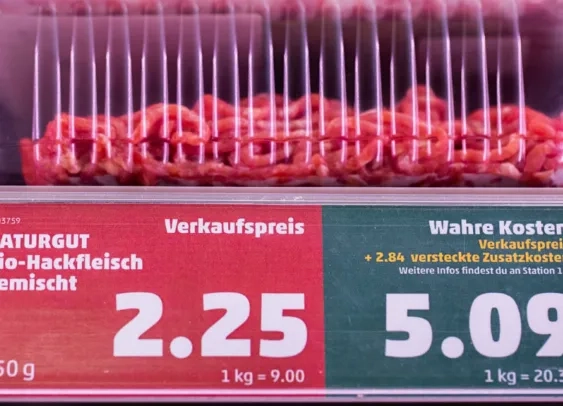 3759
ATURGUT
io-Hackfleisch
emischt
50 g
Verkaufspreis
2.25
1 kg = 9.00
Wahre Kosten
Verkaufsprei
+ 2.84 versteckte Zusatzkoste
Weitere Infos findest du an Station 1
5.09
1 kg = 20.3